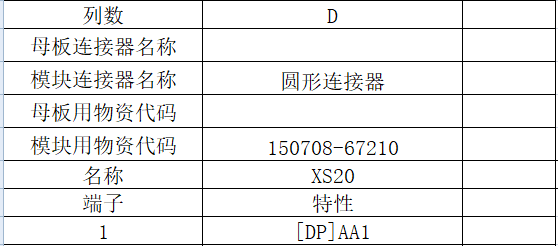 列数 D
母板连接器名称
模块连接器名称 圆形连接器
母板用物资代码
模块用物资代码 150708-67210
名称 XS20
端子 特性
1 [DP]AA1